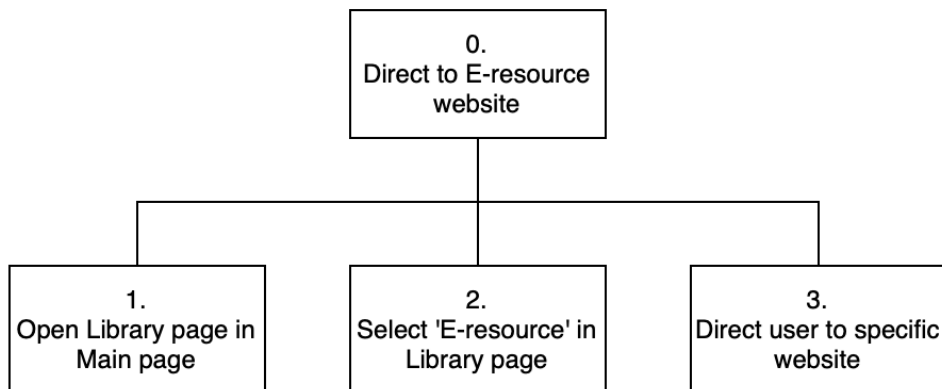 0.
Direct to E-resource
website
1.
Open Library page in
Main page
2.
Select 'E-resource' in
Library page
3.
Direct user to specific
website